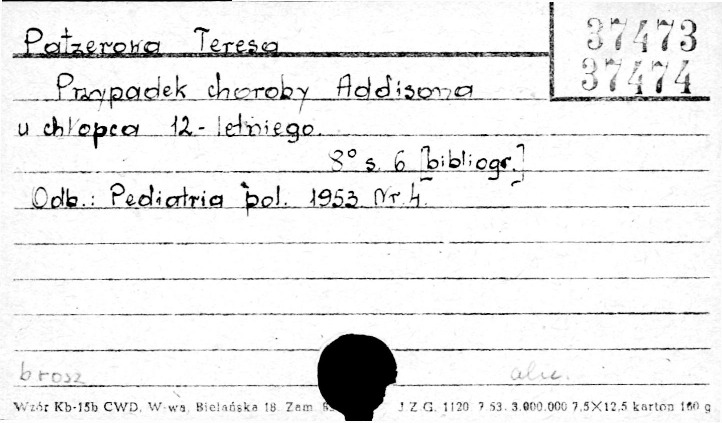 37473
37474
Patzerowa Teresa
Przypadek choroby Addisona
u chłopca 12-letniego.
8° s. 6 [bibliogr.]
Odb.: Pediatria pol. 1953 Nr. 4.
brosz
Wzór Kb-15b CWD, W-wa, Bielańska 18. Zam J.Z.G. 1120 7.53. 3.000.000 7,5×12,5 karton 160 g